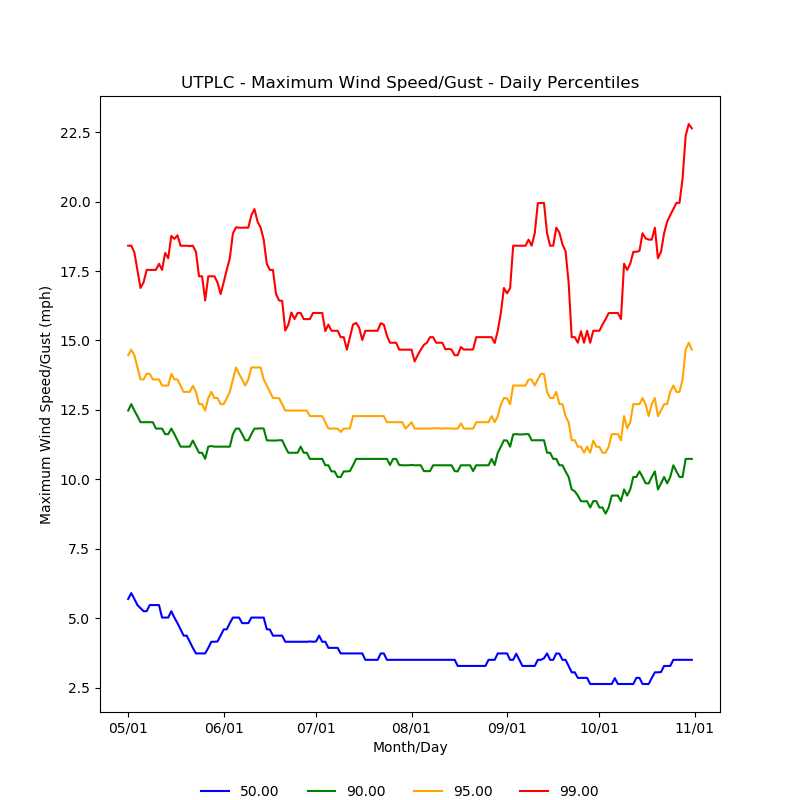 UTPLC - Maximum Wind Speed/Gust - Daily Percentiles
Maximum Wind Speed/Gust (mph)
22.5
20.0
17.5
15.0
12.5
10.0
7.5
5.0
2.5
05/01 06/01 07/01 08/01 09/01 10/01 11/01
Month/Day
50.00 90.00 95.00 99.00